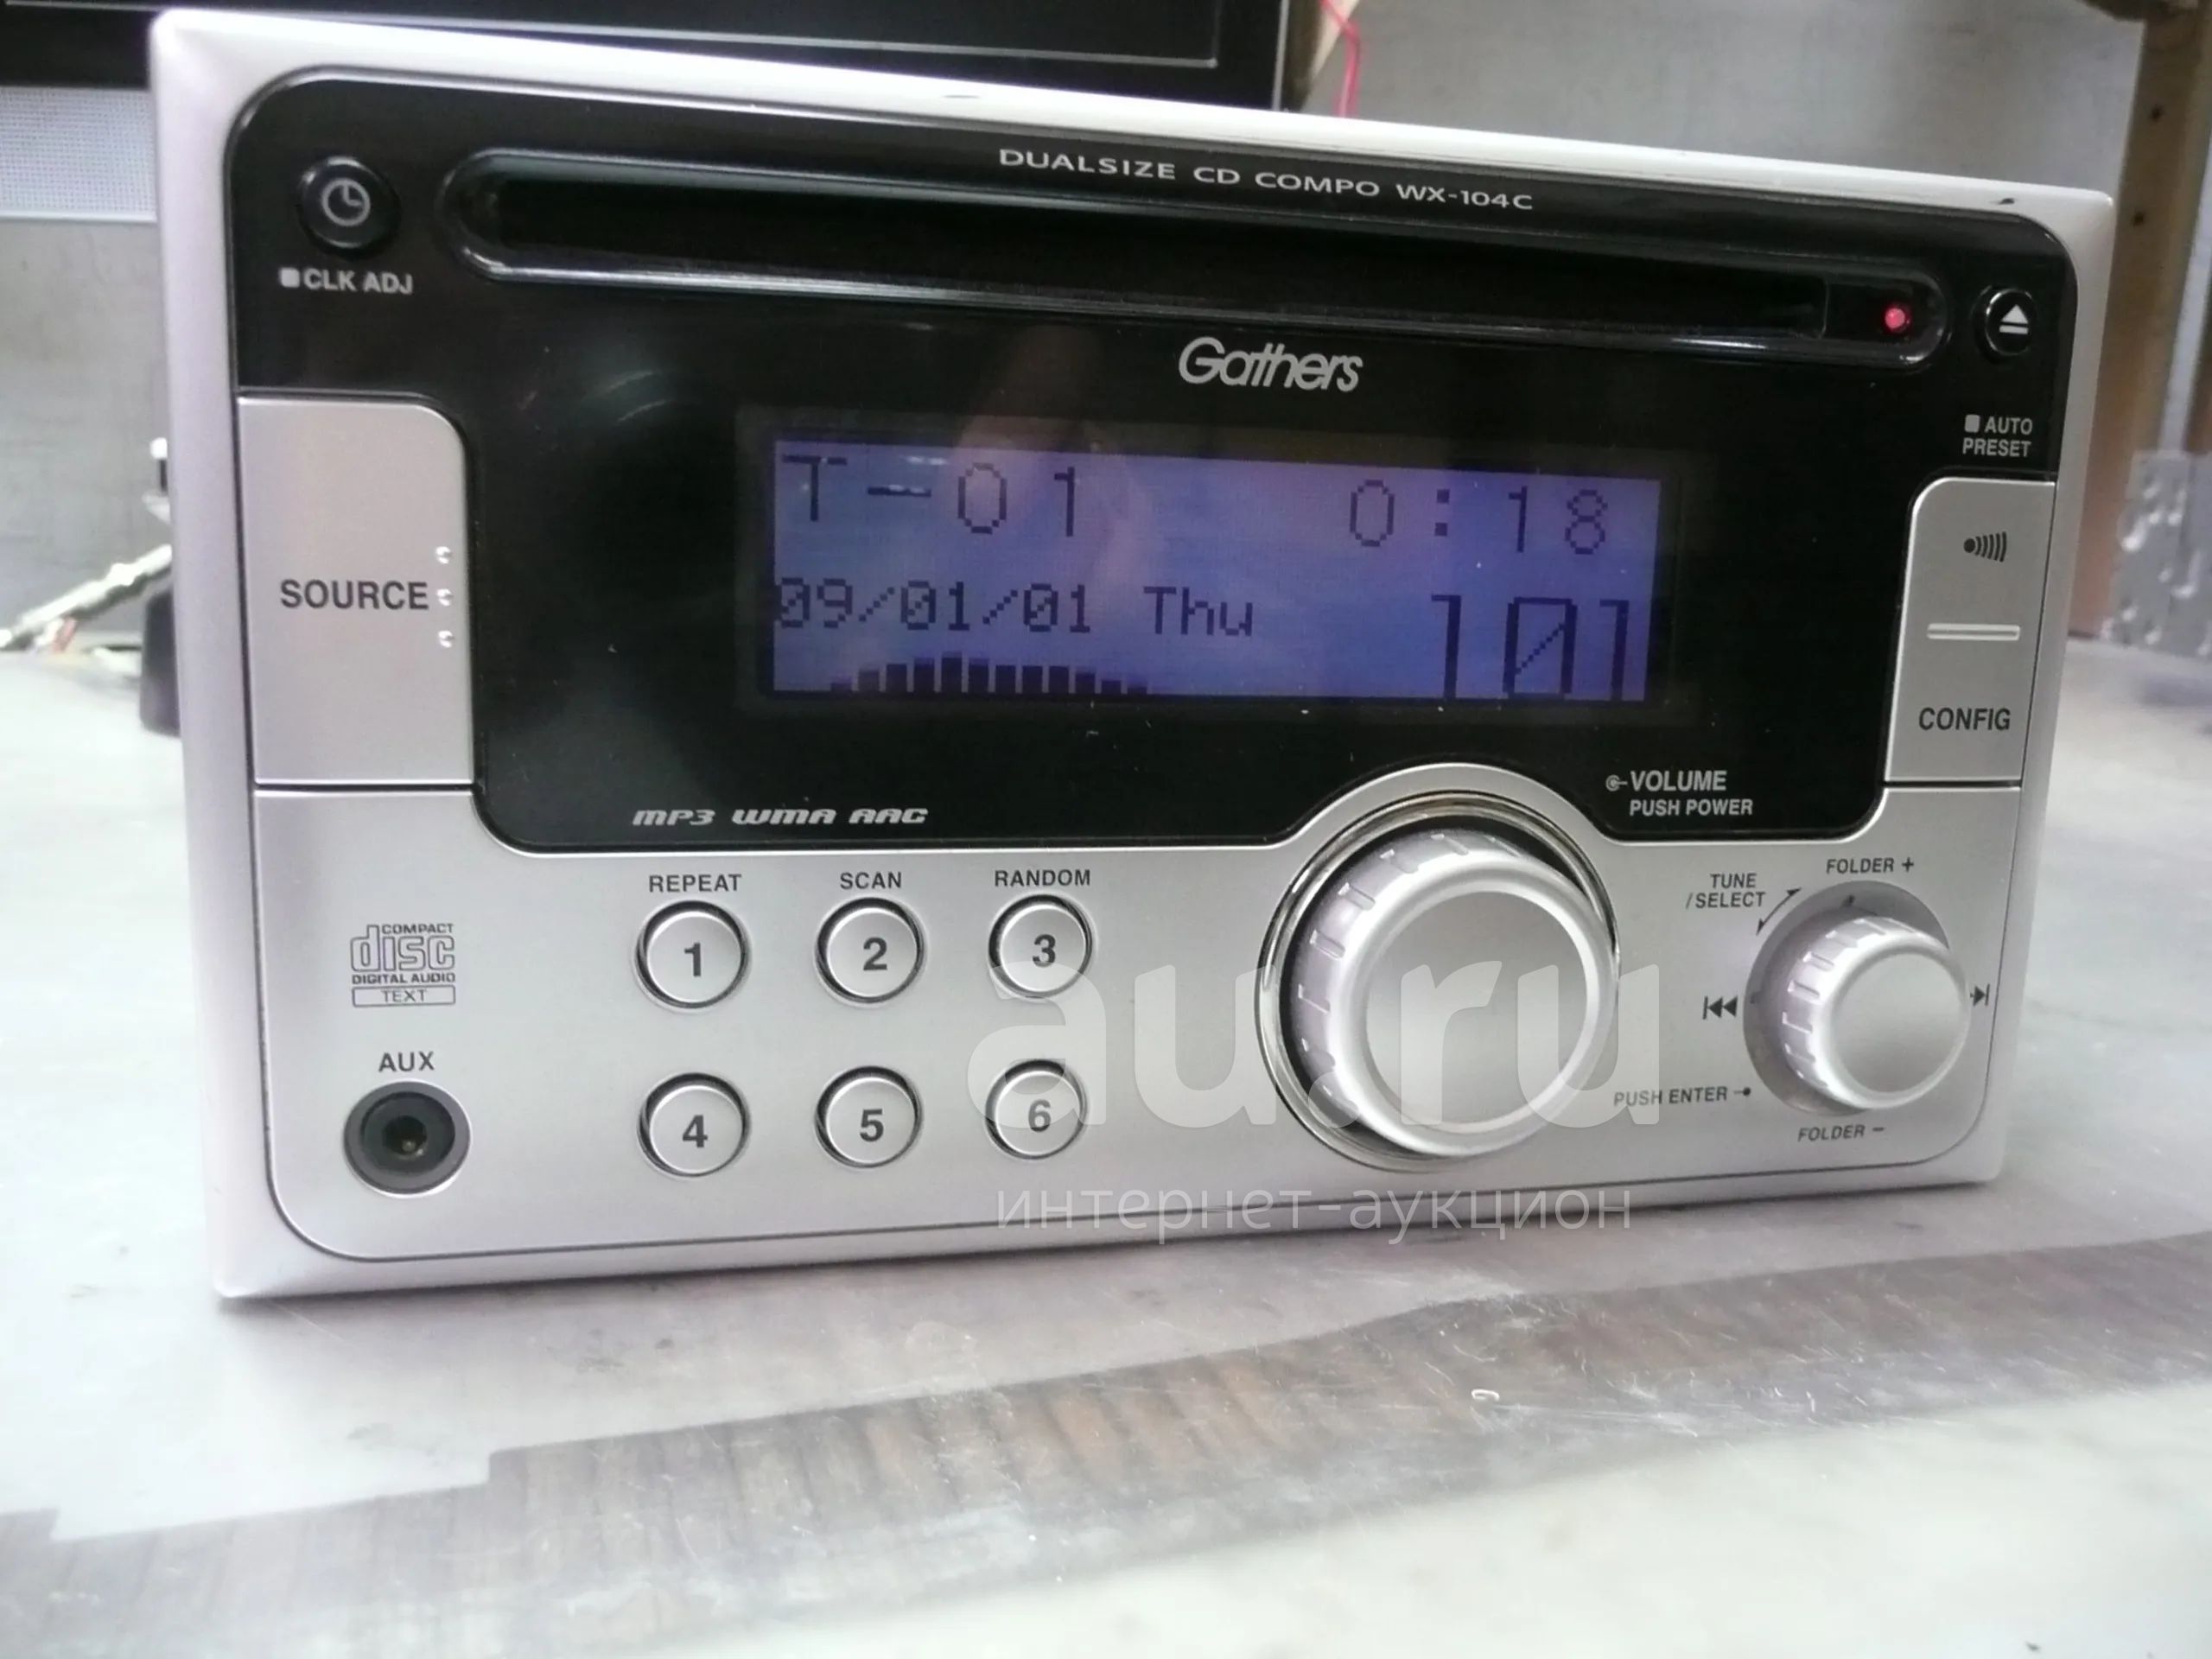 DUALSIZE CD COMPO WX-104C
CLK ADJ
Gathers
AUTO
PRESET
T-01 0:18
09/01/01 Thu
SOURCE
CONFIG
VOLUME
PUSH POWER
MP3 WMA AAC
REPEAT SCAN RANDOM
1 2 3
4 5 6
COMPACT
disc
DIGITAL AUDIO
TEXT
AUX
TUNE
/SELECT
FOLDER +
PUSH ENTER
FOLDER -
au.ru
интернет-аукцион